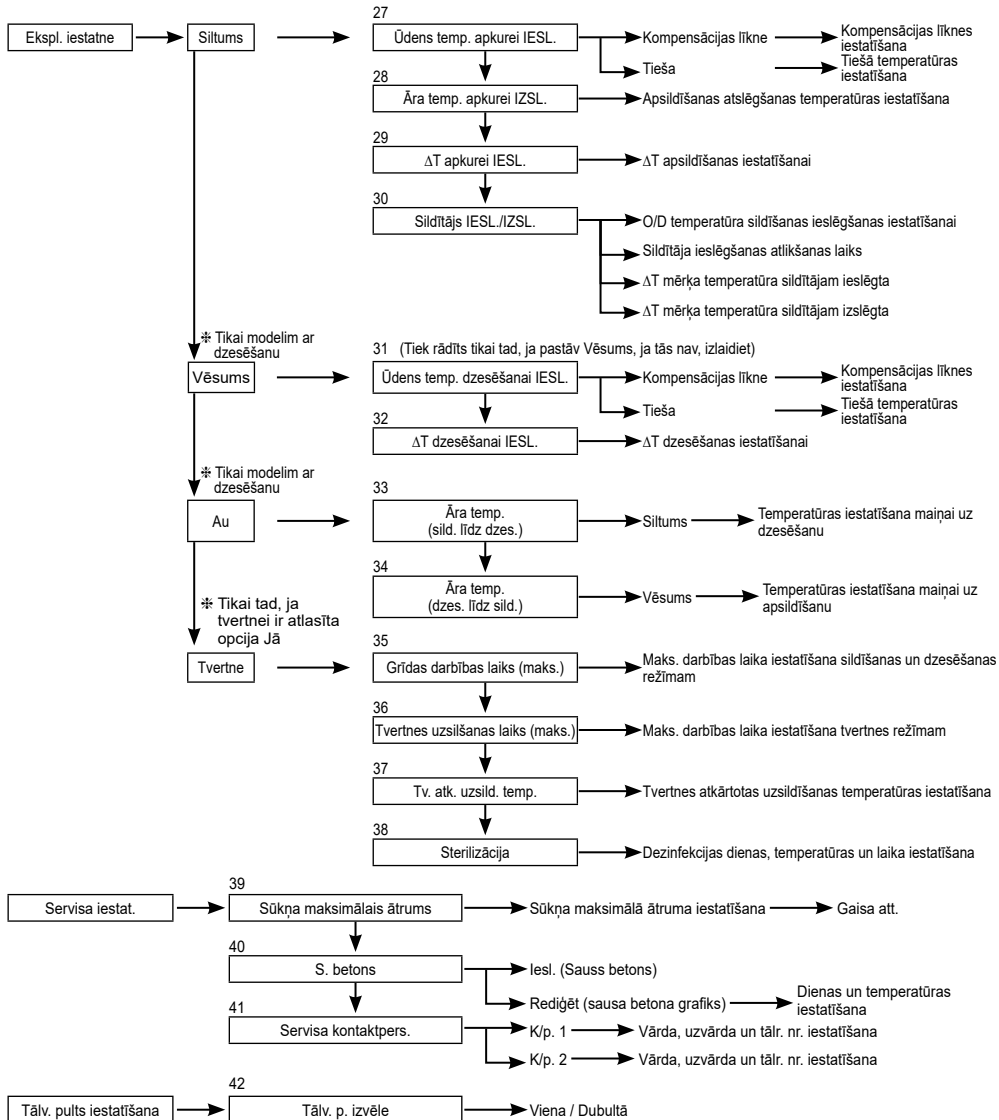 27
Ekspl. iestatne
Siltums
Ūdens temp. apkurei IESL.
Kompensācijas līkne
Kompensācijas līknes
iestatīšana
Tieša
Tiešā temperatūras
iestatīšana
28
Āra temp. apkurei IZSL.
Apsildīšanas atslēgšanas temperatūras iestatīšana
29
ΔT apkurei IESL.
ΔT apsildīšanas iestatīšanai
30
Sildītājs IESL./IZSL.
O/D temperatūra sildīšanas ieslēgšanas iestatīšanai
Sildītāja ieslēgšanas atlikšanas laiks
ΔT mērķa temperatūra sildītājam ieslēgta
ΔT mērķa temperatūra sildītājam izslēgta
❉ Tikai modelim ar
dzesēšanu
31 (Tiek rādīts tikai tad, ja pastāv Vēsums, ja tās nav, izlaidiet)
Vēsums
Ūdens temp. dzesēšanai IESL.
Kompensācijas līkne
Kompensācijas līknes
iestatīšana
Tieša
Tiešā temperatūras
iestatīšana
32
ΔT dzesēšanai IESL.
ΔT dzesēšanas iestatīšanai
❉ Tikai modelim ar
dzesēšanu
33
Au
Āra temp.
(sild. līdz dzes.)
Siltums
Temperatūras iestatīšana maiņai uz
dzesēšanu
34
Āra temp.
(dzes. līdz sild.)
Vēsums
Temperatūras iestatīšana maiņai uz
apsildīšanu
❉ Tikai tad, ja
tvertnei ir atlasīta
opcija Jā
35
Tvertne
Grīdas darbības laiks (maks.)
Maks. darbības laika iestatīšana sildīšanas un dzesēšanas
režīmam
36
Tvertnes uzsilšanas laiks (maks.)
Maks. darbības laika iestatīšana tvertnes režīmam
37
Tv. atk. uzsild. temp.
Tvertnes atkārtotas uzsildīšanas temperatūras iestatīšana
38
Sterilizācija
Dezinfekcijas dienas, temperatūras un laika iestatīšana
39
Servisa iestat.
Sūkņa maksimālais ātrums
Sūkņa maksimālā ātruma iestatīšana
Gaisa att.
40
S. betons
Iesl. (Sauss betons)
Rediģēt (sausa betona grafiks)
Dienas un temperatūras
iestatīšana
41
Servisa kontaktpers.
K/p. 1
Vārda, uzvārda un tālr. nr. iestatīšana
K/p. 2
Vārda, uzvārda un tālr. nr. iestatīšana
42
Tālv. pults iestatīšana
Tālv. p. izvēle
Viena / Dubultā